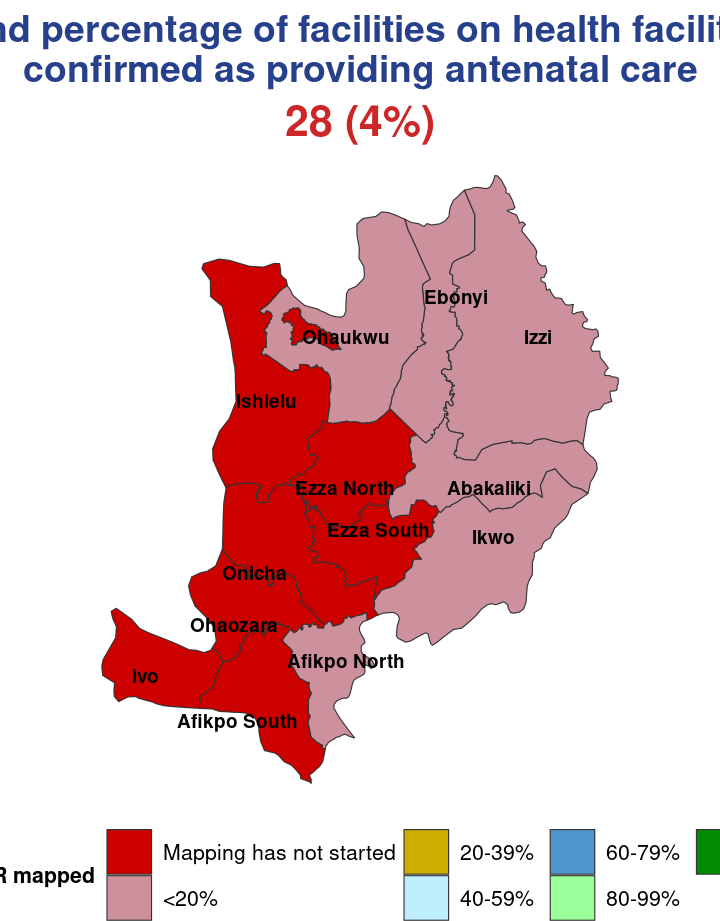 nd percentage of facilities on health facilit
confirmed as providing antenatal care
28 (4%)
Ebonyi
Ohaukwu
Izzi
Ishielu
Ezza North
Abakaliki
Ezza South
Ikwo
Onicha
Ohaozara
Afikpo North
Ivo
Afikpo South
Mapping has not started
20-39%
60-79%
R mapped
<20%
40-59%
80-99%